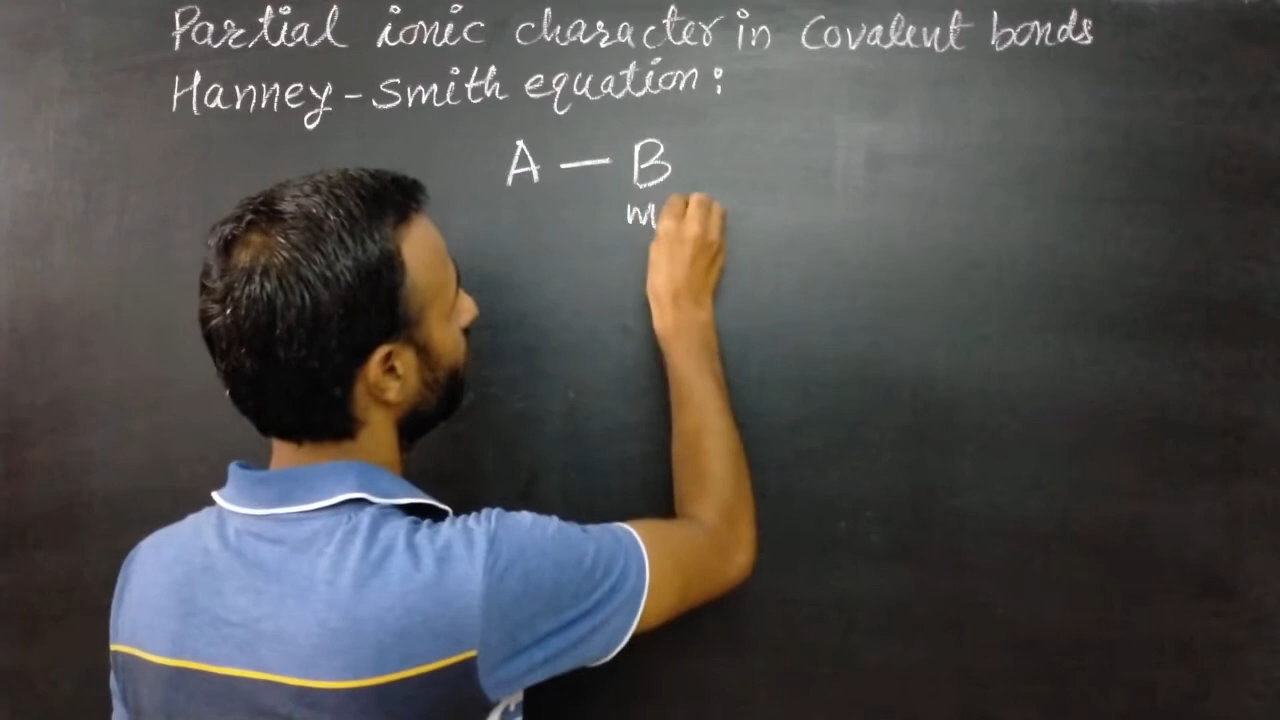 Partial ionic character in Covalent bonds
Hanney-Smith equation:
A — B